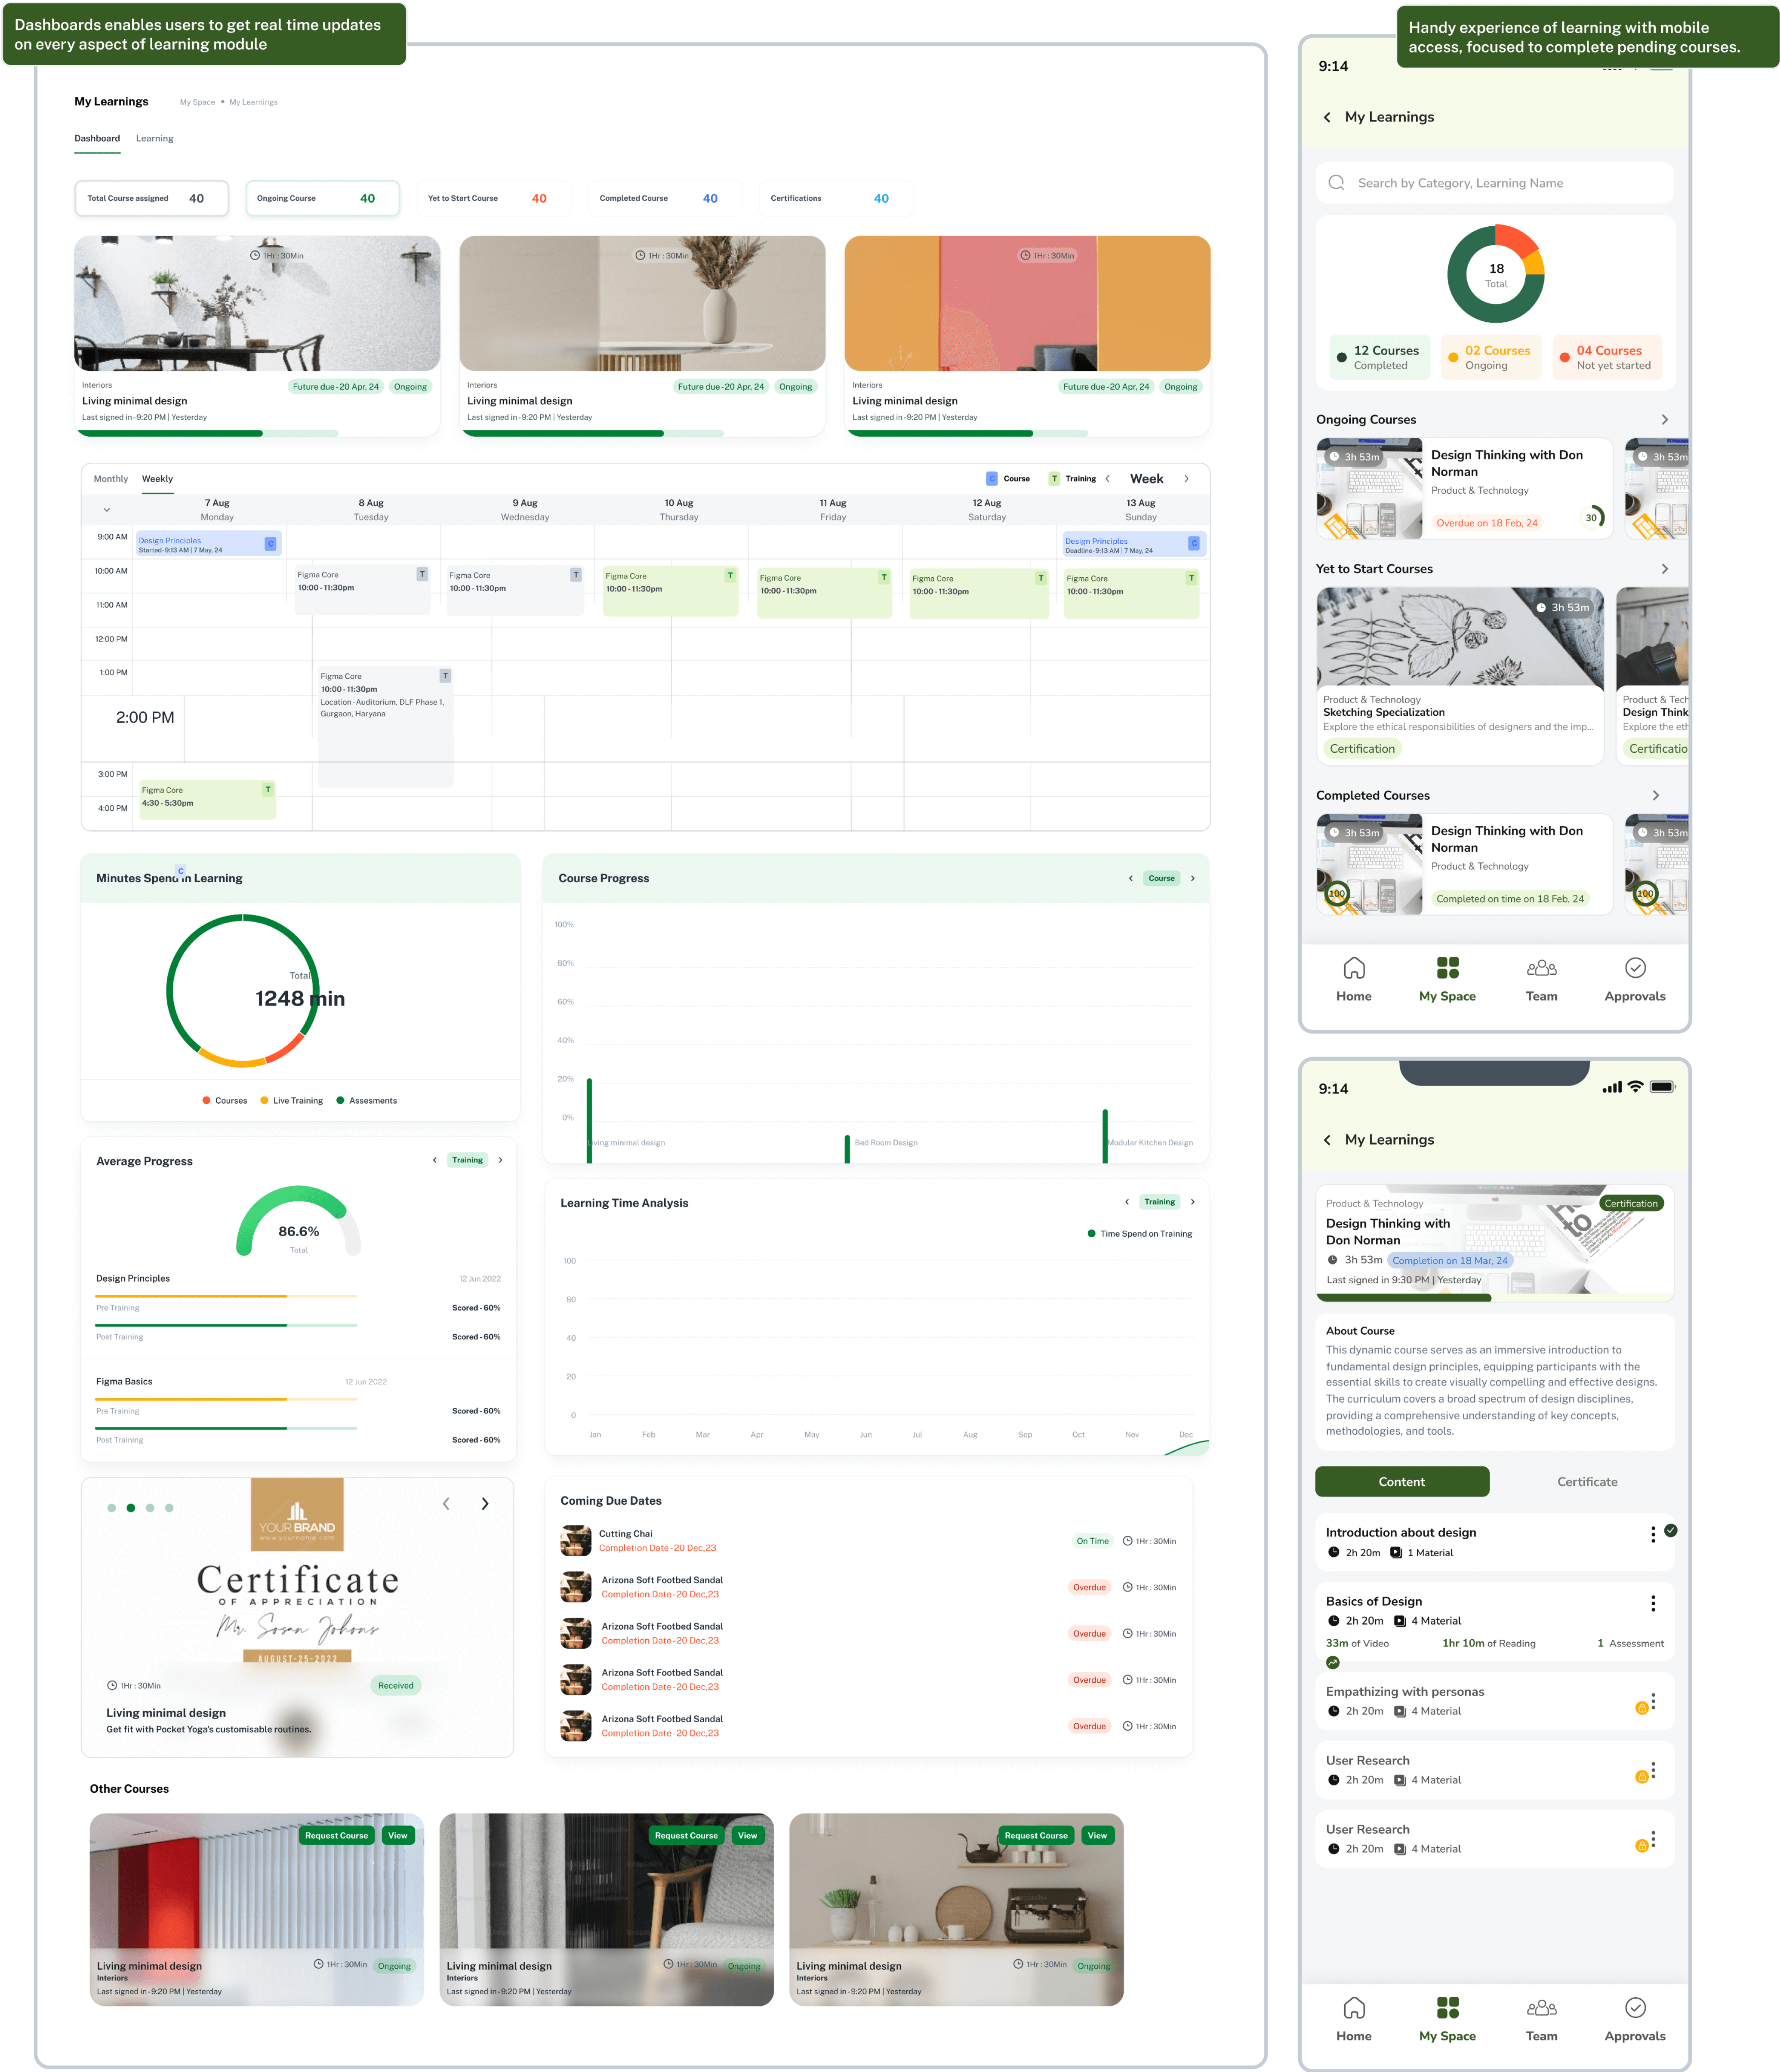 Dashboards enables users to get real time updates
on every aspect of learning module
My Learnings
My Space • My Learnings
Dashboard
Learning
Total Course assigned 40
Ongoing Course 40
Yet to Start Course 40
Completed Course 40
Certifications 40
1Hr : 30Min
Interiors
Future due - 20 Apr, 24
Ongoing
Living minimal design
Last signed in - 9:20 PM | Yesterday
1Hr : 30Min
Interiors
Future due - 20 Apr, 24
Ongoing
Living minimal design
Last signed in - 9:20 PM | Yesterday
1Hr : 30Min
Interiors
Future due - 20 Apr, 24
Ongoing
Living minimal design
Last signed in - 9:20 PM | Yesterday
Monthly
Weekly
C Course
T Training
Week
7 Aug
Monday
8 Aug
Tuesday
9 Aug
Wednesday
10 Aug
Thursday
11 Aug
Friday
12 Aug
Saturday
13 Aug
Sunday
9:00 AM
Design Principles
Started- 9:13 AM | 7 May, 24
C
Design Principles
Deadline- 9:13 AM | 7 May, 24
C
10:00 AM
Figma Core
10:00 - 11:30pm
T
Figma Core
10:00 - 11:30pm
T
Figma Core
10:00 - 11:30pm
T
Figma Core
10:00 - 11:30pm
T
Figma Core
10:00 - 11:30pm
T
Figma Core
10:00 - 11:30pm
T
11:00 AM
12:00 PM
1:00 PM
Figma Core
10:00 - 11:30pm
Location - Auditorium, DLF Phase 1,
Gurgaon, Haryana
T
2:00 PM
3:00 PM
Figma Core
4:30 - 5:30pm
T
4:00 PM
Minutes Spend in Learning
C
Total
1248 min
Courses
Live Training
Assesments
Course Progress
Course
100%
80%
60%
40%
20%
0%
Living minimal design
Bed Room Design
Modular Kitchen Design
Average Progress
Training
86.6%
Total
Design Principles
12 Jun 2022
Pre Training
Scored - 60%
Post Training
Scored - 60%
Figma Basics
12 Jun 2022
Pre Training
Scored - 60%
Post Training
Scored - 60%
Learning Time Analysis
Training
Time Spend on Training
100
80
40
20
0
Jan Feb Mar Apr May Jun Jul Aug Sep Oct Nov Dec
YOUR BRAND
www.yourname.com
Certificate
OF APPRECIATION
Mr. Sosan Johons
AUGUST-25-2022
1Hr : 30Min
Received
Living minimal design
Get fit with Pocket Yoga's customisable routines.
Coming Due Dates
Cutting Chai
Completion Date - 20 Dec,23
On Time
1Hr : 30Min
Arizona Soft Footbed Sandal
Completion Date - 20 Dec,23
Overdue
1Hr : 30Min
Arizona Soft Footbed Sandal
Completion Date - 20 Dec,23
Overdue
1Hr : 30Min
Arizona Soft Footbed Sandal
Completion Date - 20 Dec,23
Overdue
1Hr : 30Min
Arizona Soft Footbed Sandal
Completion Date - 20 Dec,23
Overdue
1Hr : 30Min
Other Courses
Request Course
View
Living minimal design
1Hr : 30Min
Ongoing
Interiors
Last signed in - 9:20 PM | Yesterday
Request Course
View
Living minimal design
1Hr : 30Min
Ongoing
Interiors
Last signed in - 9:20 PM | Yesterday
Request Course
View
Living minimal design
1Hr : 30Min
Ongoing
Interiors
Last signed in - 9:20 PM | Yesterday
Handy experience of learning with mobile
access, focused to complete pending courses.
9:14
My Learnings
Search by Category, Learning Name
18
Total
12 Courses
Completed
02 Courses
Ongoing
04 Courses
Not yet started
Ongoing Courses
3h 53m
Design Thinking with Don
Norman
Product & Technology
Overdue on 18 Feb, 24
30
3h 53m
Yet to Start Courses
3h 53m
Product & Technology
Sketching Specialization
Explore the ethical responsibilities of designers and the imp...
Certification
Product & Tech
Design Think
Explore the eth
Certificatio
Completed Courses
3h 53m
100
Design Thinking with Don
Norman
Product & Technology
Completed on time on 18 Feb, 24
3h 53m
100
Home
My Space
Team
Approvals
9:14
My Learnings
Product & Technology
Certification
Design Thinking with
Don Norman
3h 53m
Completion on 18 Mar, 24
Last signed in 9:30 PM | Yesterday
About Course
This dynamic course serves as an immersive introduction to
fundamental design principles, equipping participants with the
essential skills to create visually compelling and effective designs.
The curriculum covers a broad spectrum of design disciplines,
providing a comprehensive understanding of key concepts,
methodologies, and tools.
Content
Certificate
Introduction about design
2h 20m
1 Material
Basics of Design
2h 20m
4 Material
33m of Video
1hr 10m of Reading
1 Assessment
Empathizing with personas
2h 20m
4 Material
User Research
2h 20m
4 Material
User Research
2h 20m
4 Material
Home
My Space
Team
Approvals